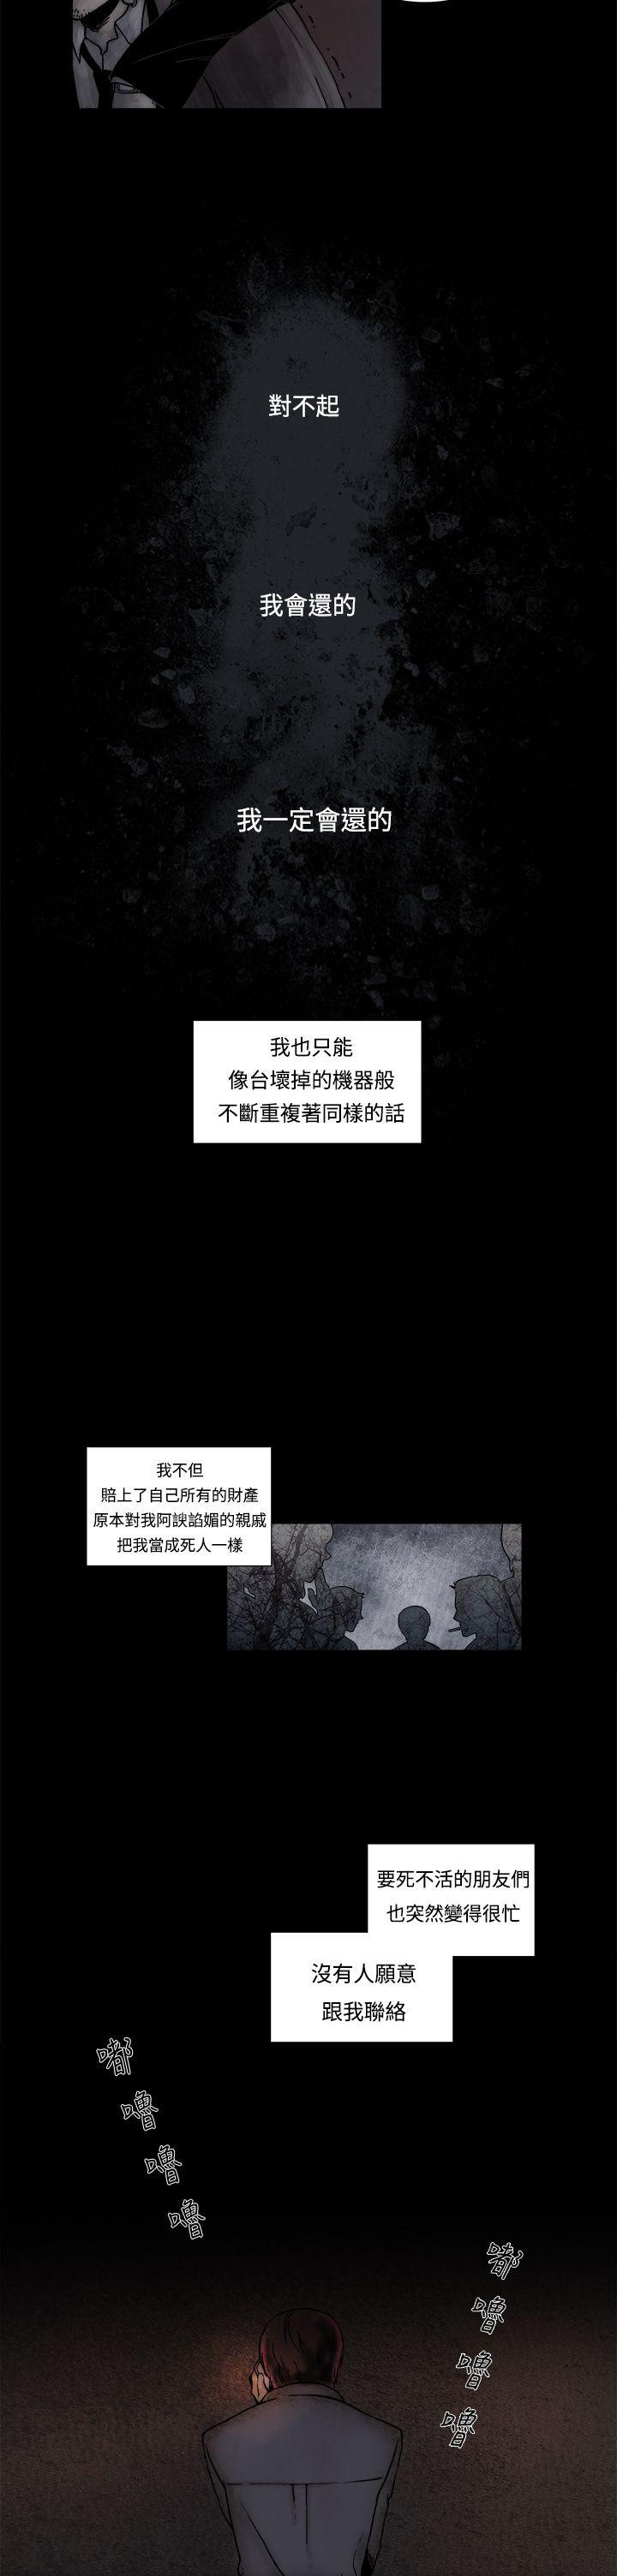 對不起
我會還的
我一定會還的
我也只能
像台壞掉的機器般
不斷重複著同樣的話
我不但
賠上了自己所有的財產
原本對我阿諛諂媚的親戚
把我當成死人一樣
要死不活的朋友們
也突然變得很忙
沒有人願意
跟我聯絡
嘟
嚕
嚕
嚕
嘟
嚕
嚕
嚕